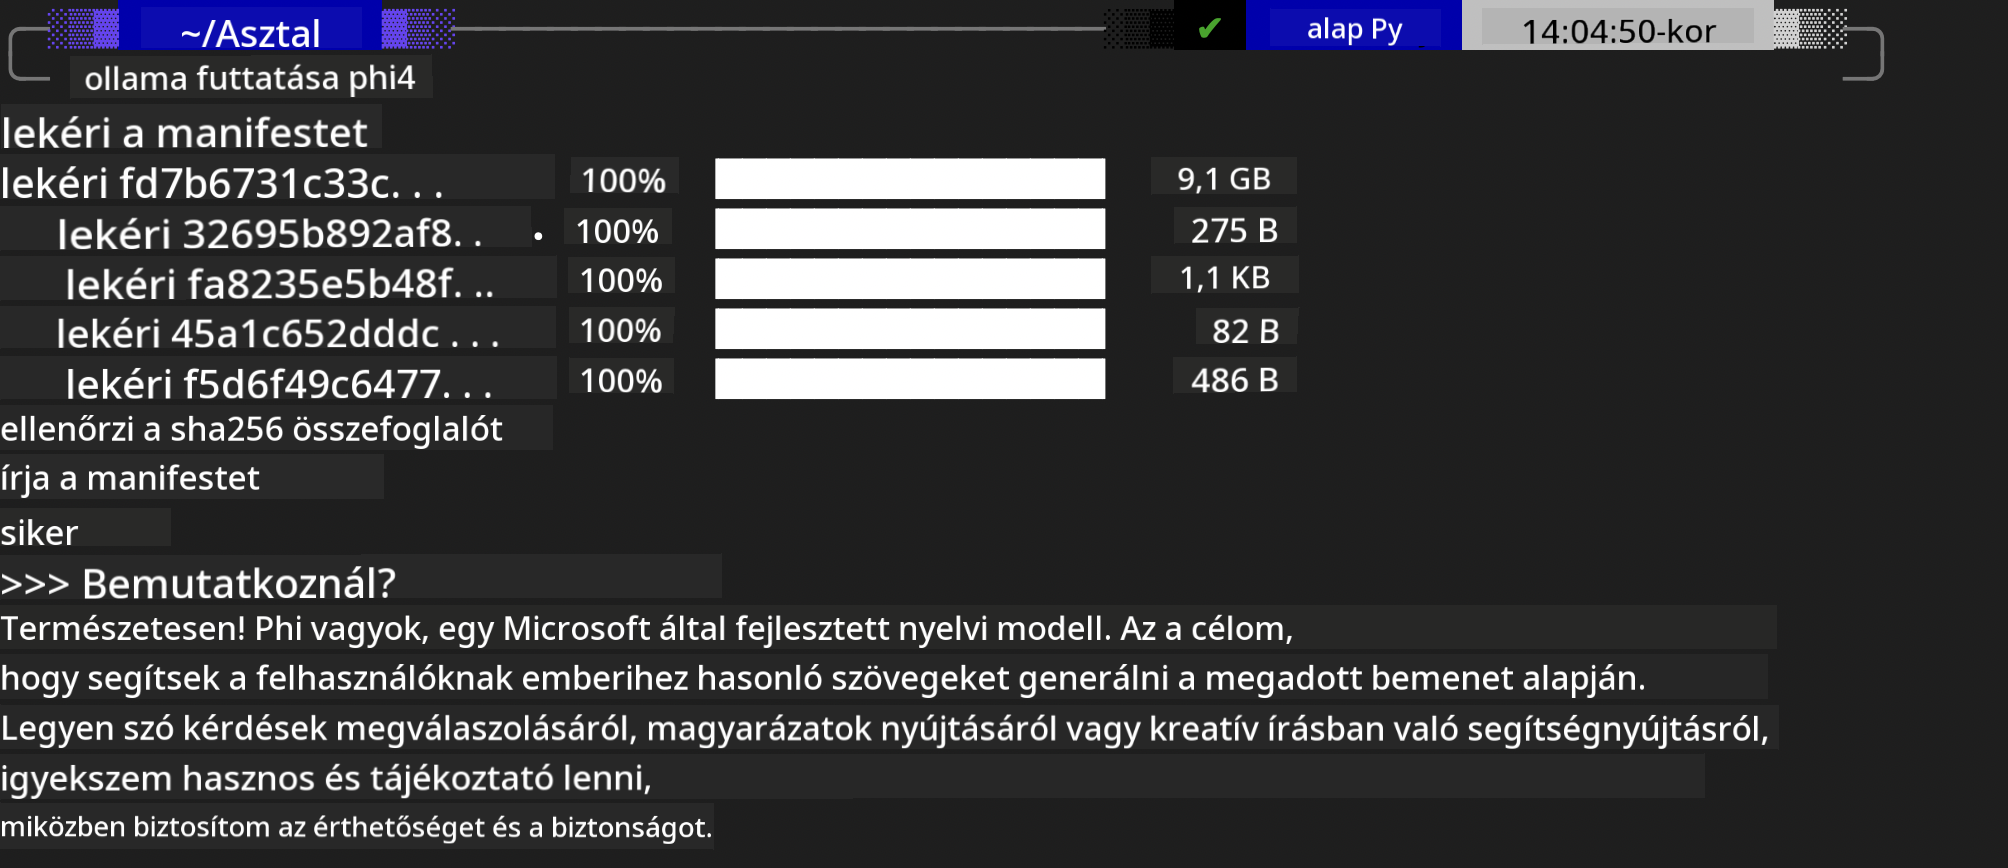 ~/Asztal ✔ alap Py 14:04:50-kor
ollama futtatása phi4
lekéri a manifestet
lekéri fd7b6731c33c. . . 100% 9,1 GB
lekéri 32695b892af8. . . 100% 275 B
lekéri fa8235e5b48f. .. 100% 1,1 KB
lekéri 45a1c652dddc . . . 100% 82 B
lekéri f5d6f49c6477. . . 100% 486 B
ellenőrzi a sha256 összefoglalót
írja a manifestet
siker
>>> Bemutatkoznál?
Természetesen! Phi vagyok, egy Microsoft által fejlesztett nyelvi modell. Az a célom,
hogy segítsek a felhasználóknak emberihez hasonló szövegeket generálni a megadott bemenet alapján.
Legyen szó kérdések megválaszolásáról, magyarázatok nyújtásáról vagy kreatív írásban való segítségnyújtásról,
igyekszem hasznos és tájékoztató lenni,
miközben biztosítom az érthetőséget és a biztonságot.